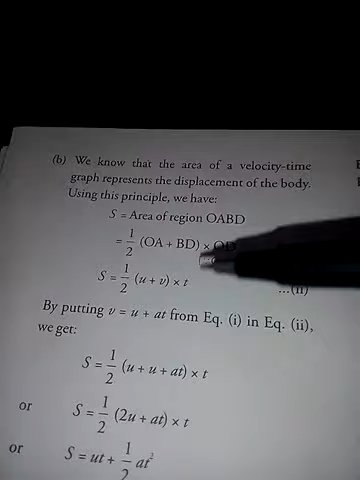 (b) We know that the area of a velocity-time
graph represents the displacement of the body.
Using this principle, we have:
S = Area of region OABD
= 1/2 (OA + BD) × OD
S = 1/2 (u + v) × t ...(ii)
By putting v = u + at from Eq. (i) in Eq. (ii),
we get:
S = 1/2 (u + u + at) × t
or S = 1/2 (2u + at) × t
or S = ut + 1/2 at²